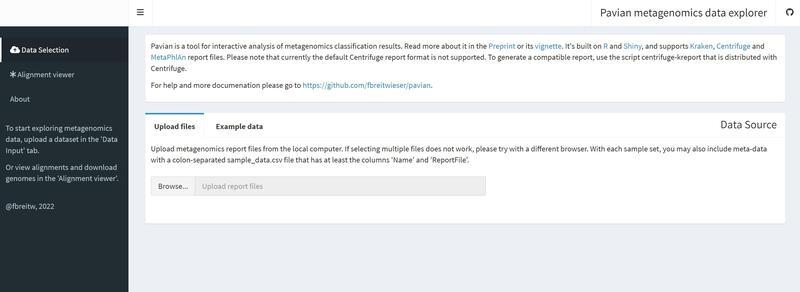 Pavian metagenomics data explorer
Data Selection
Alignment viewer
About
To start exploring metagenomics
data, upload a dataset in the 'Data
Input' tab.
Or view alignments and download
genomes in the 'Alignment viewer'.
@fbreitw, 2022
Pavian is a tool for interactive analysis of metagenomics classification results. Read more about it in the Preprint or its vignette. It's built on R and Shiny, and supports Kraken, Centrifuge and
MetaPhlAn report files. Please note that currently the default Centrifuge report format is not supported. To generate a compatible report, use the script centrifuge-kreport that is distributed with
Centrifuge.
For help and more documenation please go to https://github.com/fbreitwieser/pavian.
Upload files
Example data
Data Source
Upload metagenomics report files from the local computer. If selecting multiple files does not work, please try with a different browser. With each sample set, you may also include meta-data
with a colon-separated sample_data.csv file that has at least the columns 'Name' and 'ReportFile'.
Browse...
Upload report files